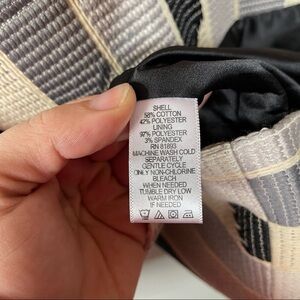 SHELL
58% COTTON
42% POLYESTER
LINING
97% POLYESTER
3% SPANDEX
RN 81893
MACHINE WASH COLD
SEPARATELY
GENTLE CYCLE
ONLY NON-CHLORINE
BLEACH
WHEN NEEDED
TUMBLE DRY LOW
WARM IRON
IF NEEDED